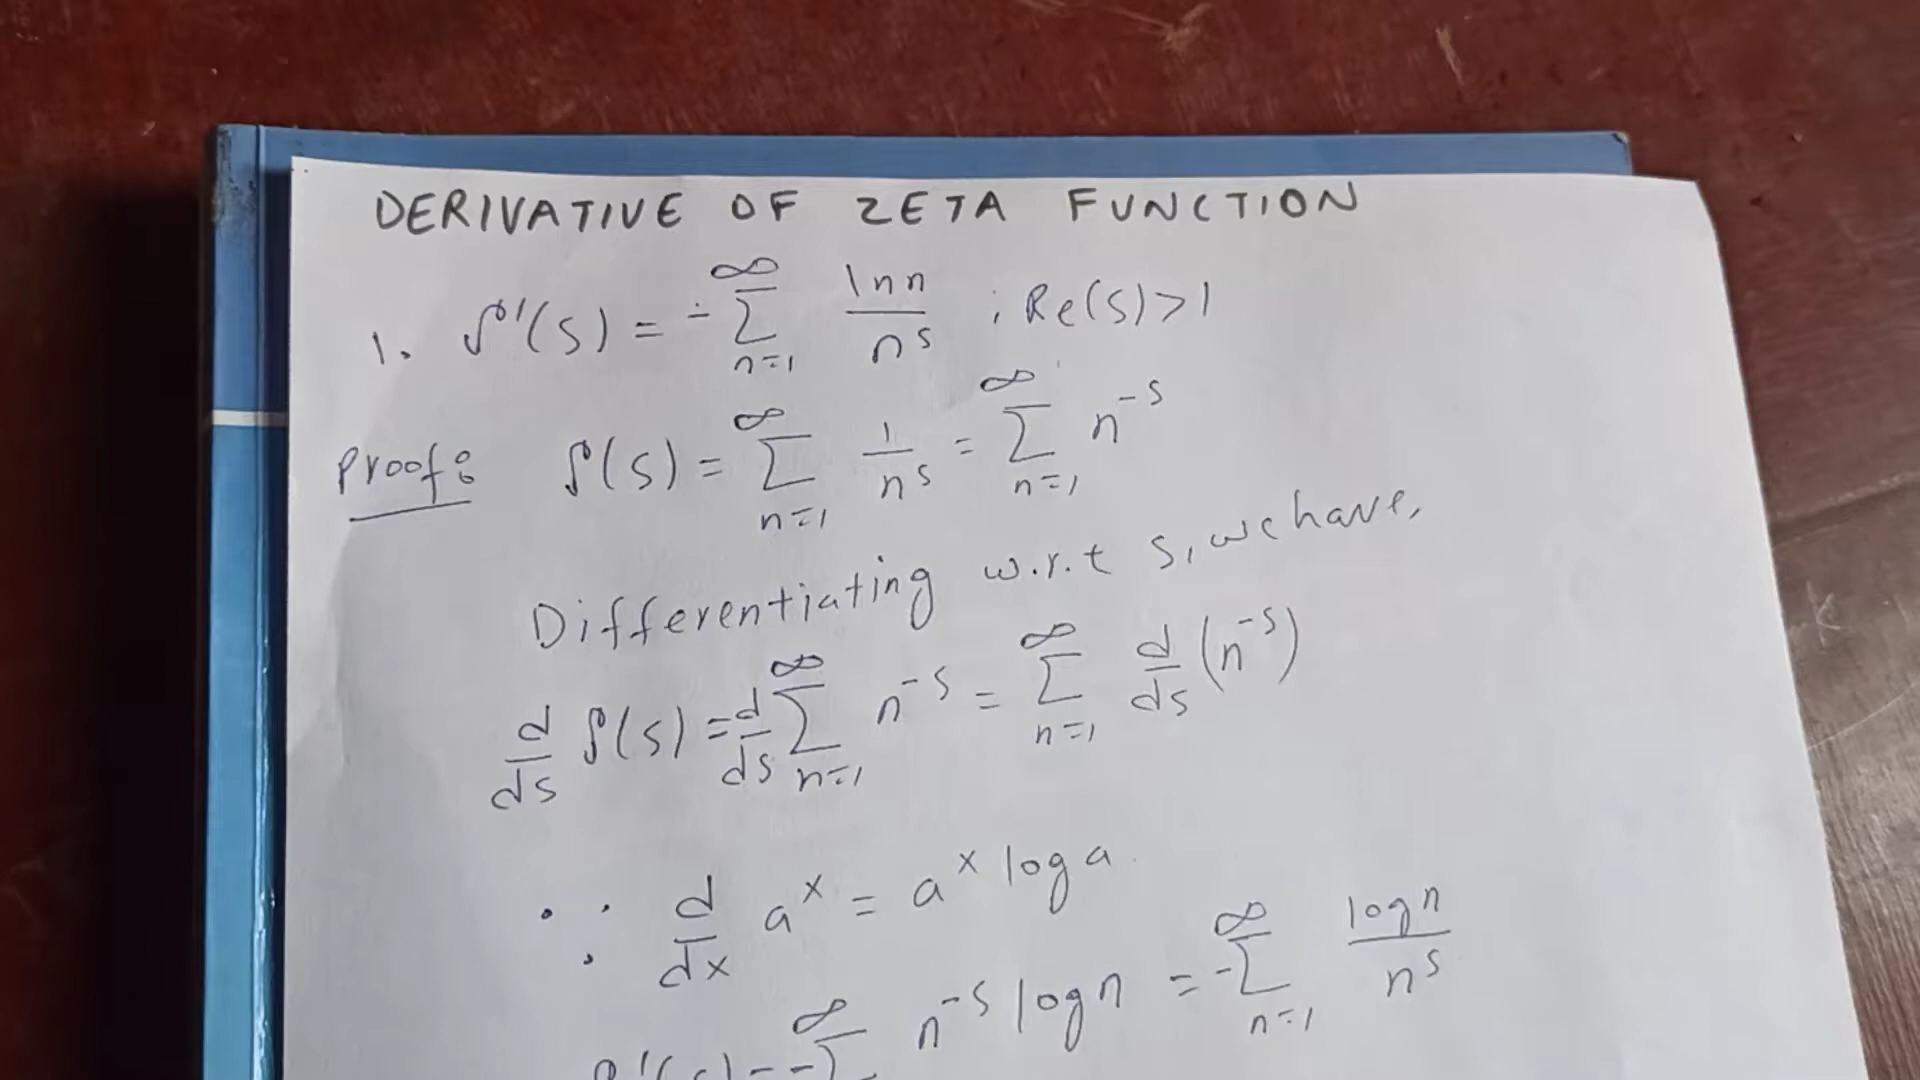 DERIVATIVE OF ZETA FUNCTION
1. ζ'(s) = -∑_{n=1}^{∞} ln n / n^s ; Re(s)>1
Proof: ζ(s) = ∑_{n=1}^{∞} 1/n^s = ∑_{n=1}^{∞} n^{-s}
Differentiating w.r.t s, we have,
d/ds ζ(s) = d/ds ∑_{n=1}^{∞} n^{-s} = ∑_{n=1}^{∞} d/ds (n^{-s})
∵ d/dx a^x = a^x log a
ζ'(s) = -∑^{∞} n^{-s} log n = -∑_{n=1}^{∞} log n / n^s